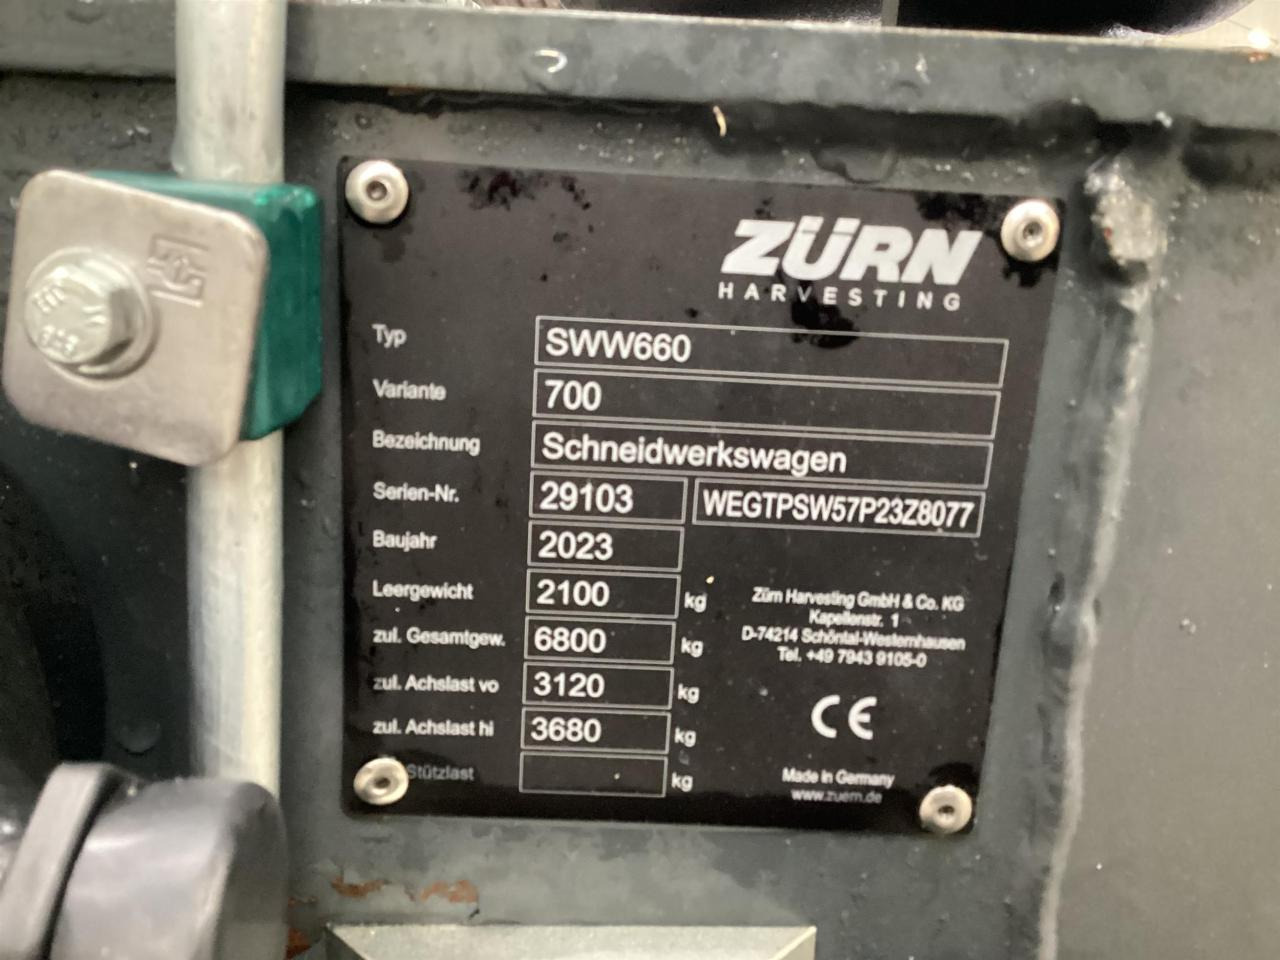 ZÜRN
HARVESTING
Typ SWW660
Variante 700
Bezeichnung Schneidwerkswagen
Serien-Nr. 29103 WEGTPSW57P23Z8077
Baujahr 2023
Leergewicht 2100 kg
zul. Gesamtgew. 6800 kg
zul. Achslast vo 3120 kg
zul. Achslast hi 3680 kg
Stützlast kg
Zürn Harvesting GmbH & Co. KG
Kapellenstr. 1
D-74214 Schöntal-Westernhausen
Tel. +49 7943 9105-0
CE
Made in Germany
www.zuern.de